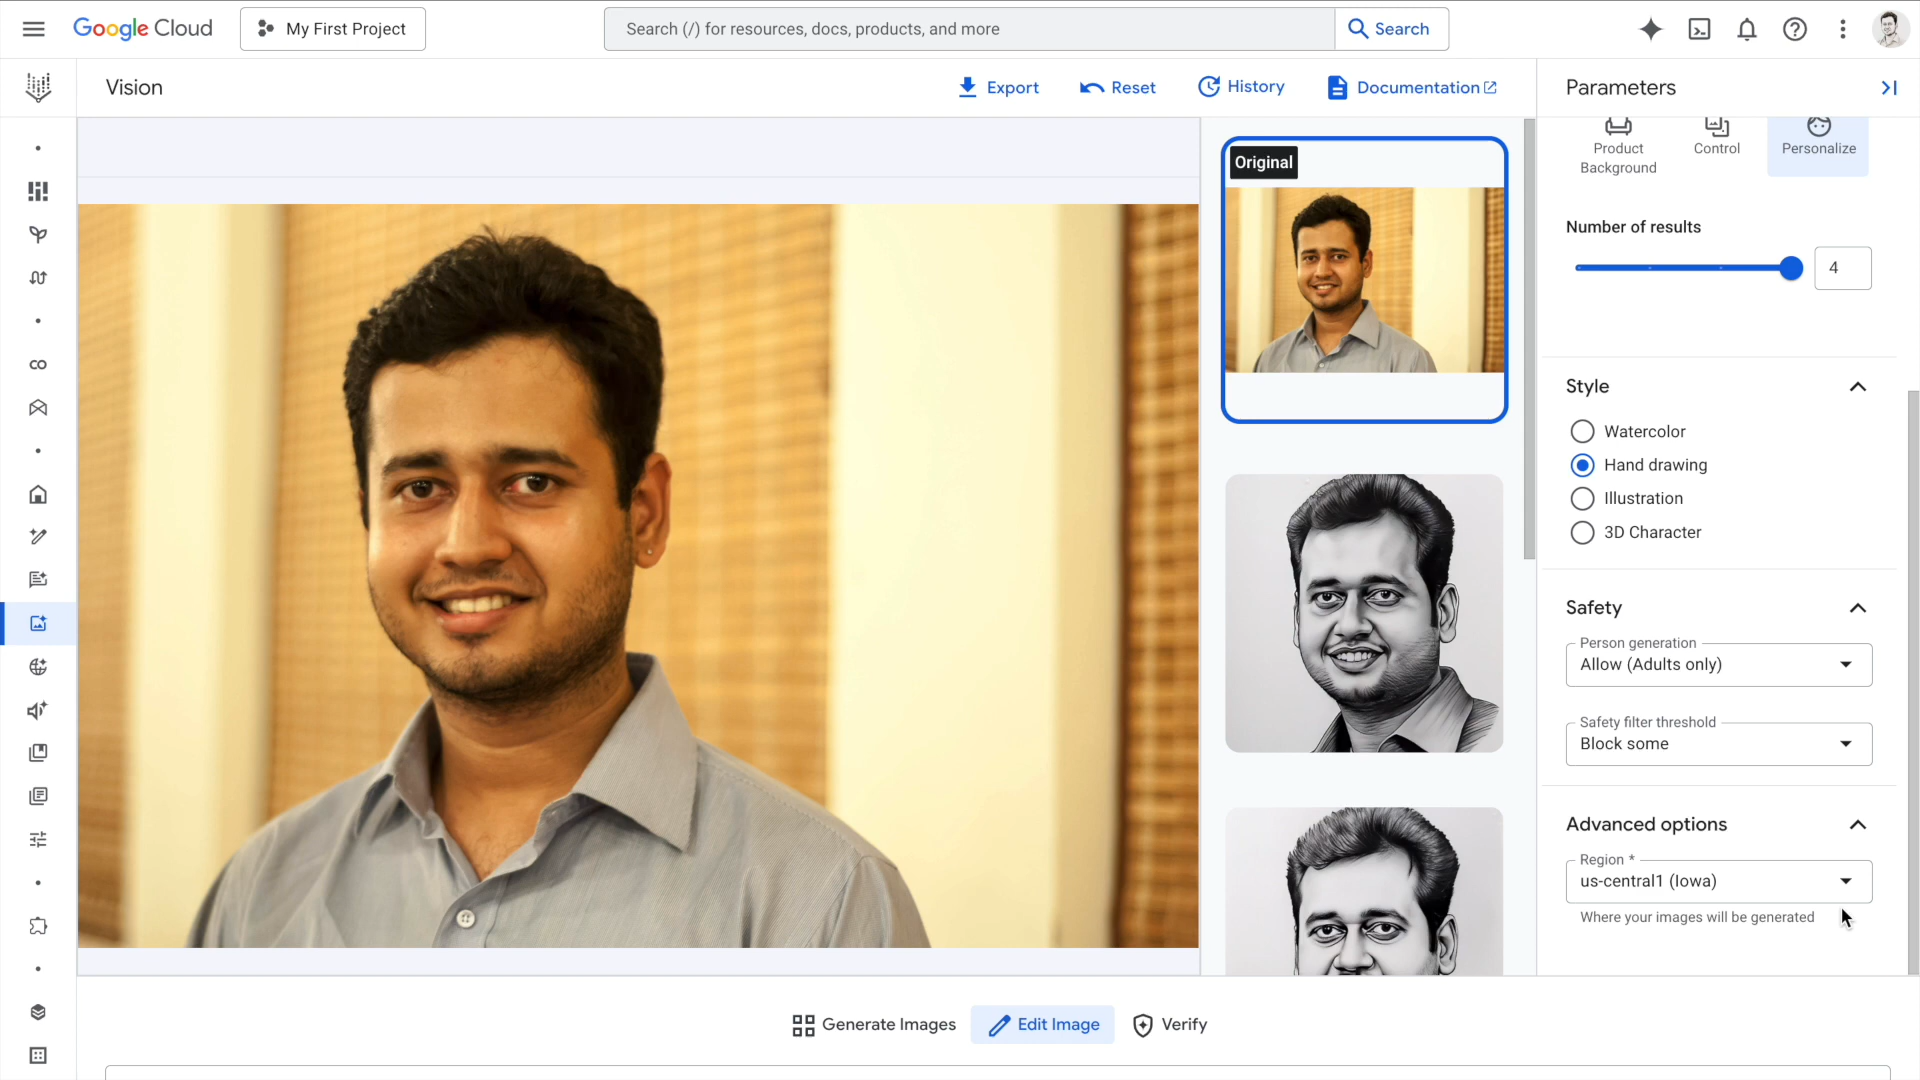 Google Cloud
My First Project
Search (/) for resources, docs, products, and more
Search
Vision
Export
Reset
History
Documentation
Parameters
Original
Product
Background
Control
Personalize
Number of results
4
Style
Watercolor
Hand drawing
Illustration
3D Character
Safety
Person generation
Allow (Adults only)
Safety filter threshold
Block some
Advanced options
Region *
us-central1 (Iowa)
Where your images will be generated
Generate Images
Edit Image
Verify